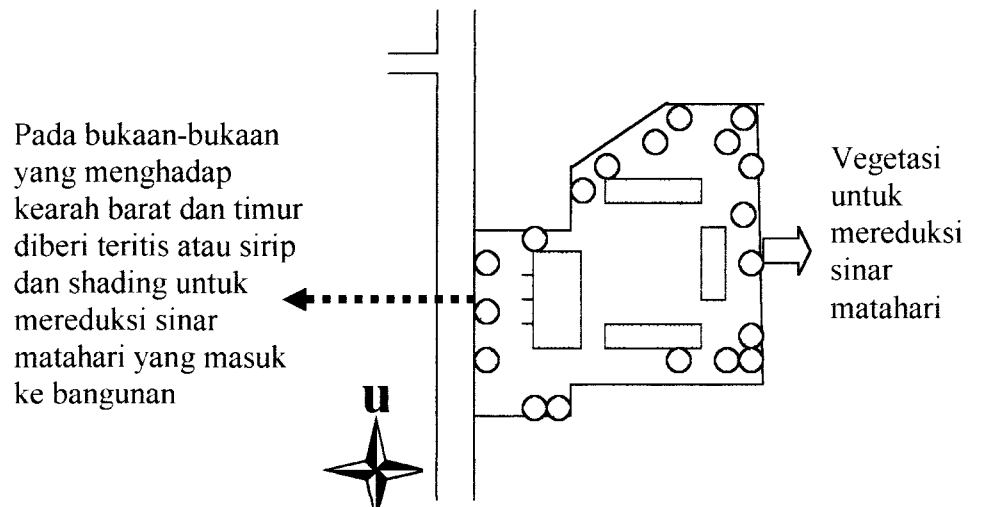 Pada bukaan-bukaan
yang menghadap
kearah barat dan timur
diberi teritis atau sirip
dan shading untuk
mereduksi sinar
matahari yang masuk
ke bangunan
u
Vegetasi
untuk
mereduksi
sinar
matahari